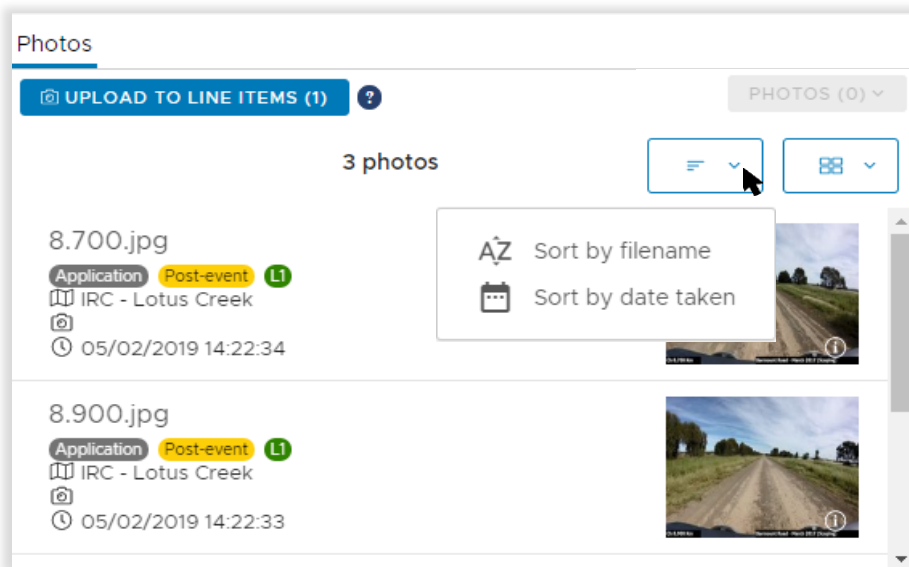 Photos
UPLOAD TO LINE ITEMS (1) ?
PHOTOS (0)
3 photos
AZ Sort by filename
Sort by date taken
8.700.jpg
Application Post-event L1
IRC - Lotus Creek
05/02/2019 14:22:34
8.900.jpg
Application Post-event L1
IRC - Lotus Creek
05/02/2019 14:22:33